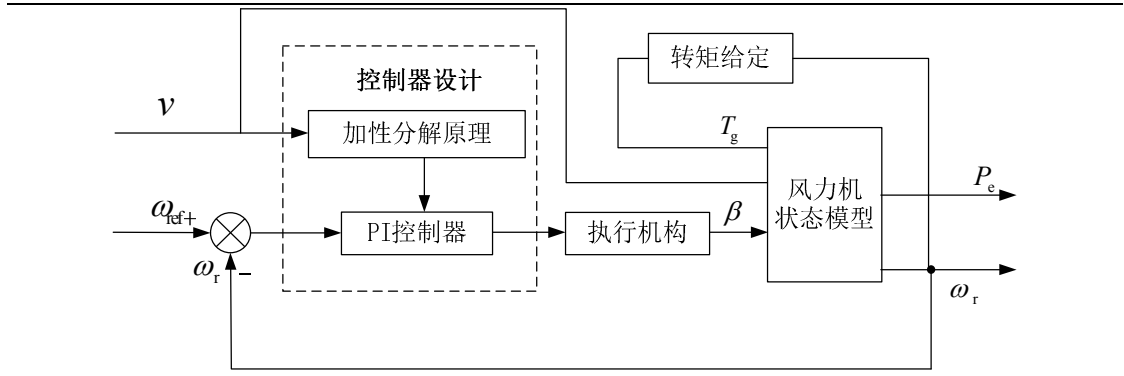 转矩给定
控制器设计
v
加性分解原理
T_g
风力机
状态模型
P_e
ω_ref+
PI控制器
执行机构
β
ω_r −
ω_r